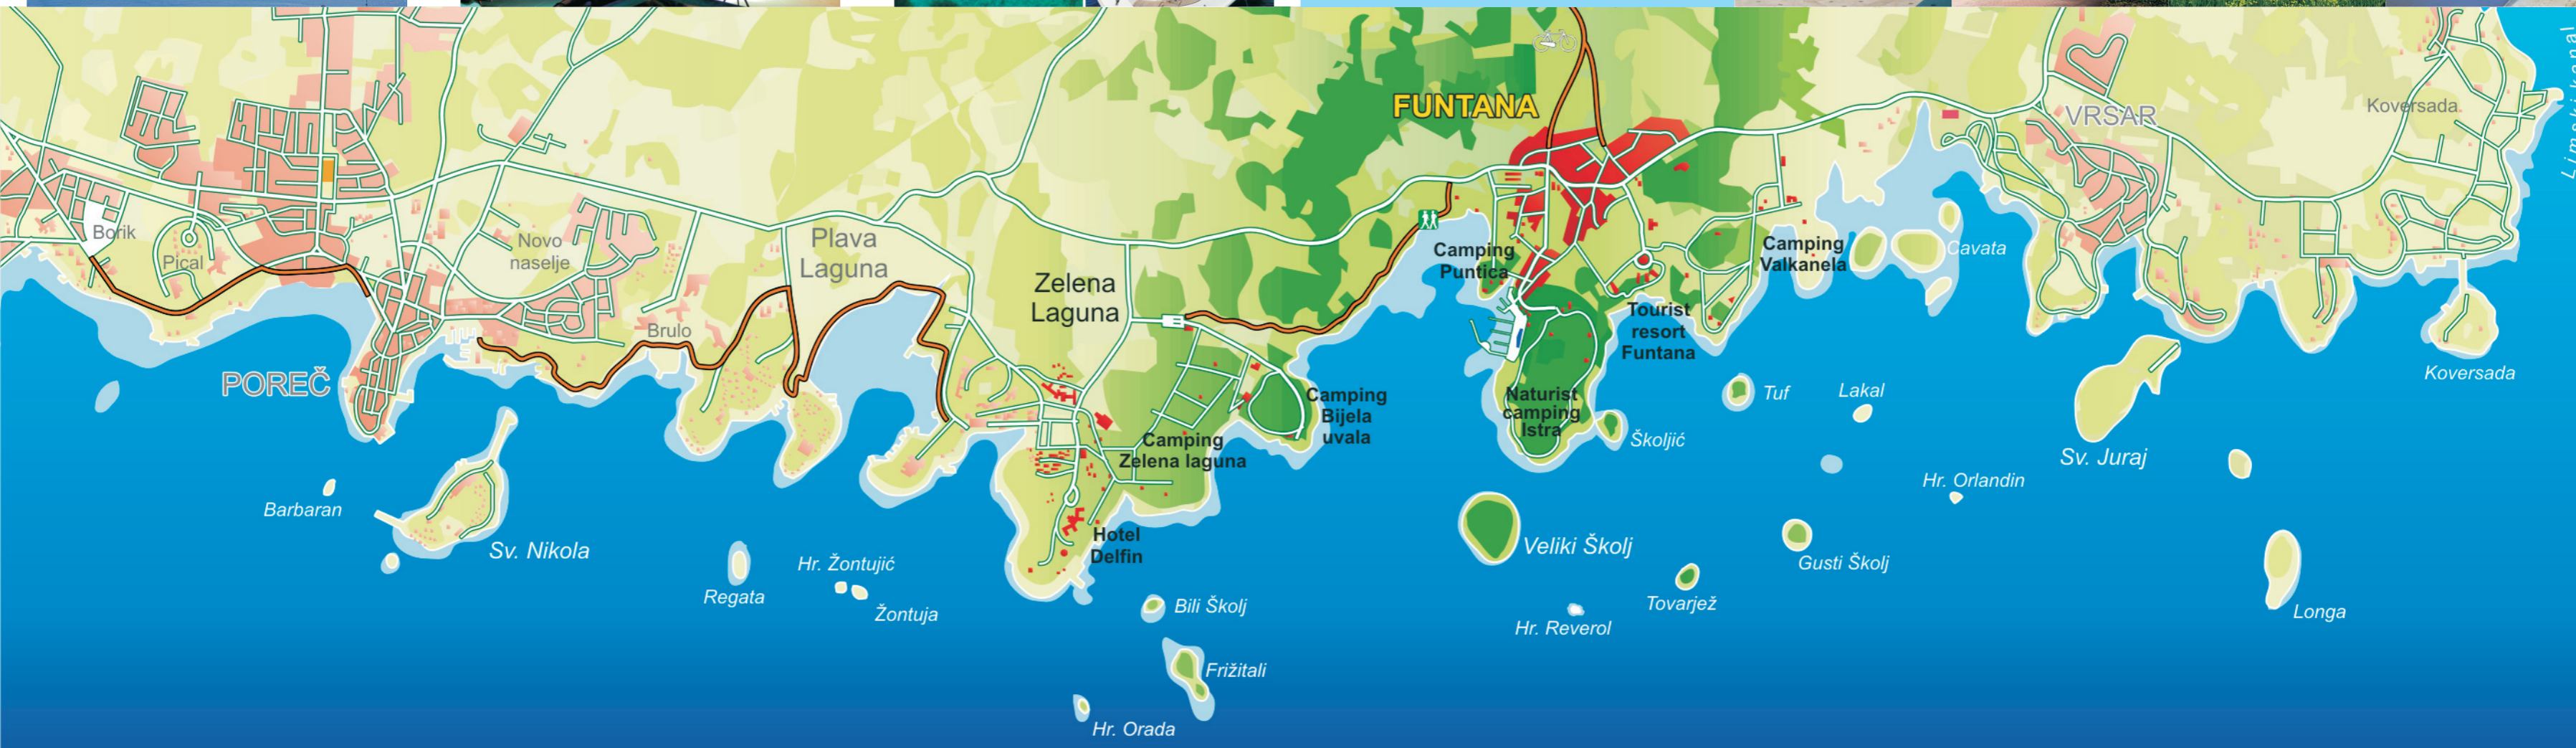 FUNTANA
VRSAR
Koversada
Limski kanal
Borik
Pical
Novo
naselje
Plava
Laguna
Zelena
Laguna
Camping
Puntica
Camping
Valkanela
Cavata
Brulo
Tourist
resort
Funtana
POREČ
Koversada
Camping
Bijela
uvala
Naturist
camping
Istra
Tuf
Lakal
Školjić
Camping
Zelena laguna
Sv. Juraj
Hr. Orlandin
Barbaran
Sv. Nikola
Hotel
Delfin
Veliki Školj
Gusti Školj
Hr. Žontujić
Regata
Žontuja
Bili Školj
Tovarjež
Longa
Hr. Reverol
Frižitali
Hr. Orada